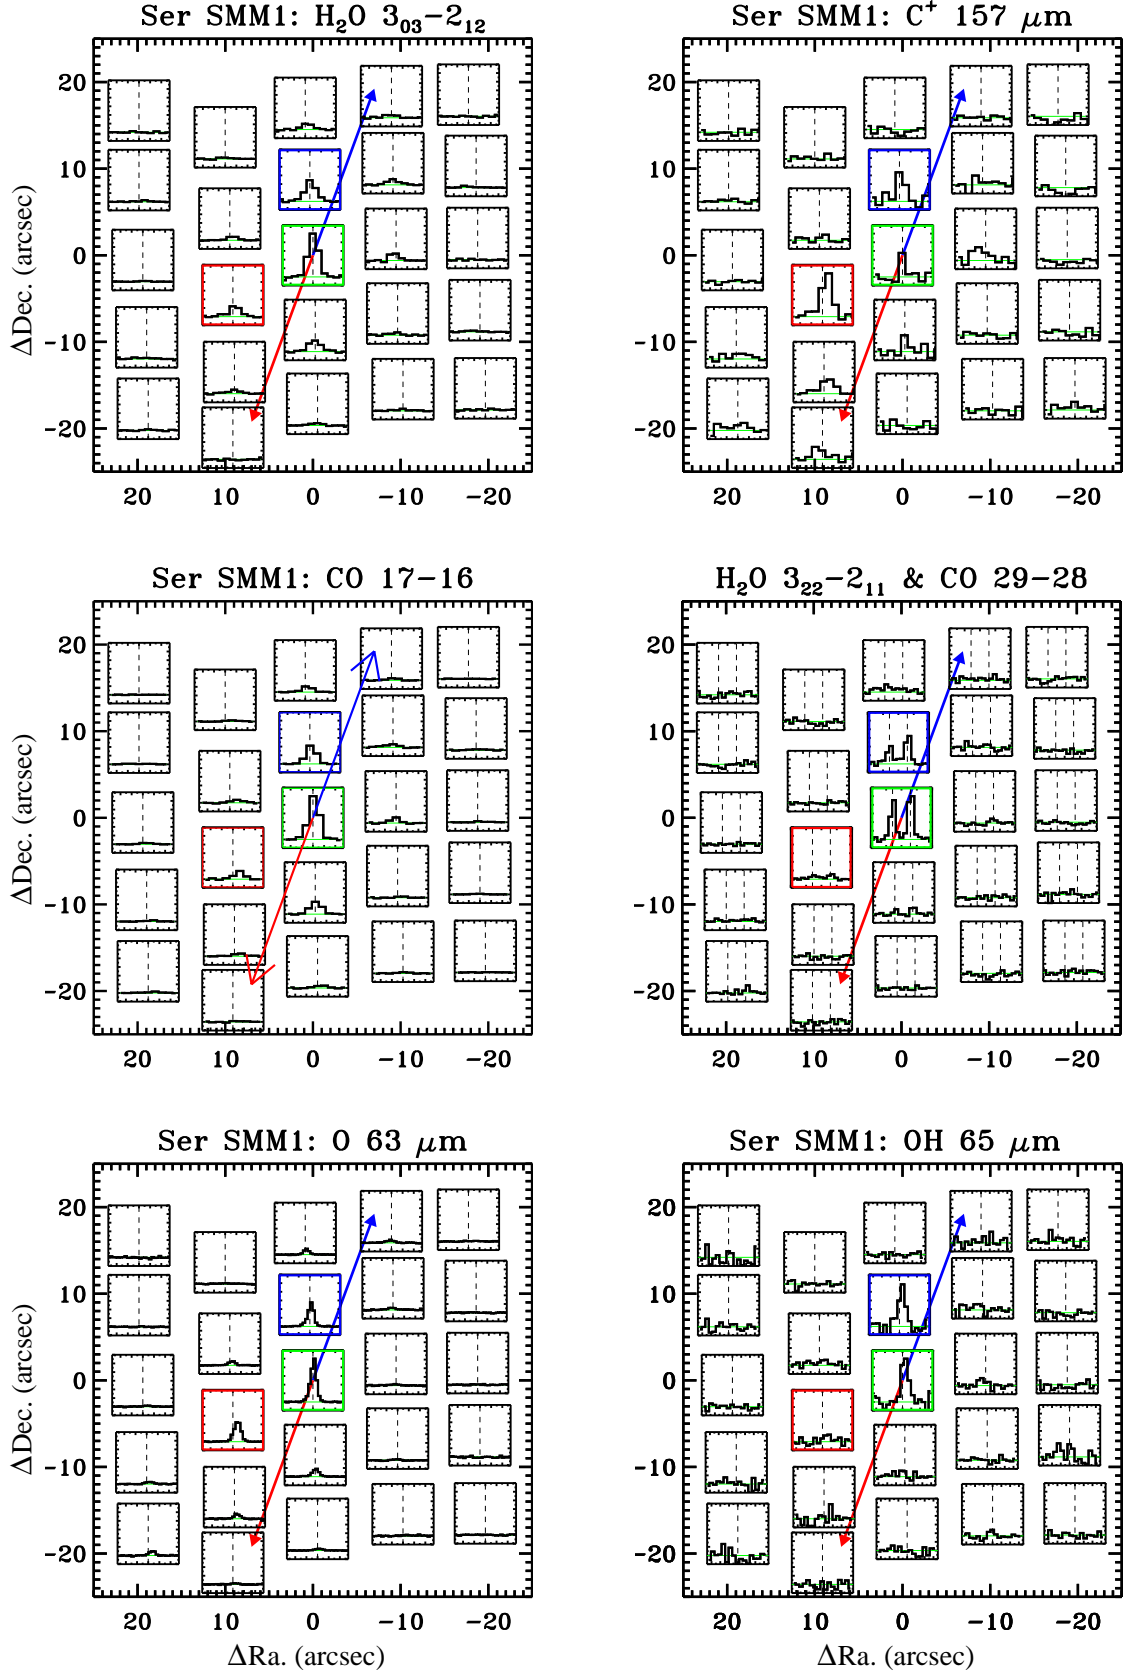 Ser SMM1: H₂O 3₀₃−2₁₂
Ser SMM1: C⁺ 157 μm
ΔDec. (arcsec)
20
10
0
−10
−20
20
10
0
−10
−20
20 10 0 −10 −20
20 10 0 −10 −20
Ser SMM1: CO 17−16
H₂O 3₂₂−2₁₁ & CO 29−28
ΔDec. (arcsec)
20
10
0
−10
−20
20
10
0
−10
−20
20 10 0 −10 −20
20 10 0 −10 −20
Ser SMM1: O 63 μm
Ser SMM1: OH 65 μm
ΔDec. (arcsec)
20
10
0
−10
−20
20
10
0
−10
−20
20 10 0 −10 −20
20 10 0 −10 −20
ΔRa. (arcsec)
ΔRa. (arcsec)